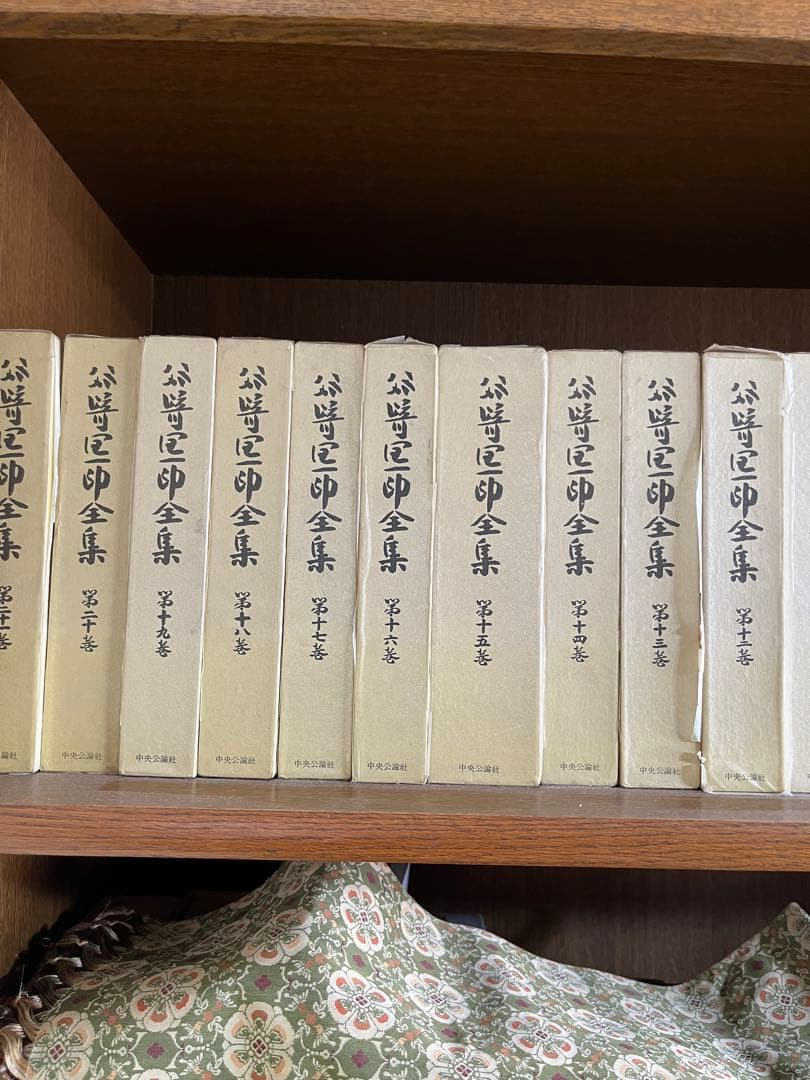 谷崎潤一郎全集
第十二巻
中央公論社
谷崎潤一郎全集
第十三巻
中央公論社
谷崎潤一郎全集
第十四巻
中央公論社
谷崎潤一郎全集
第十五巻
中央公論社
谷崎潤一郎全集
第十六巻
中央公論社
谷崎潤一郎全集
第十七巻
中央公論社
谷崎潤一郎全集
第十八巻
中央公論社
谷崎潤一郎全集
第十九巻
中央公論社
谷崎潤一郎全集
第二十巻
中央公論社
谷崎潤一郎全集
第二十一巻
論社